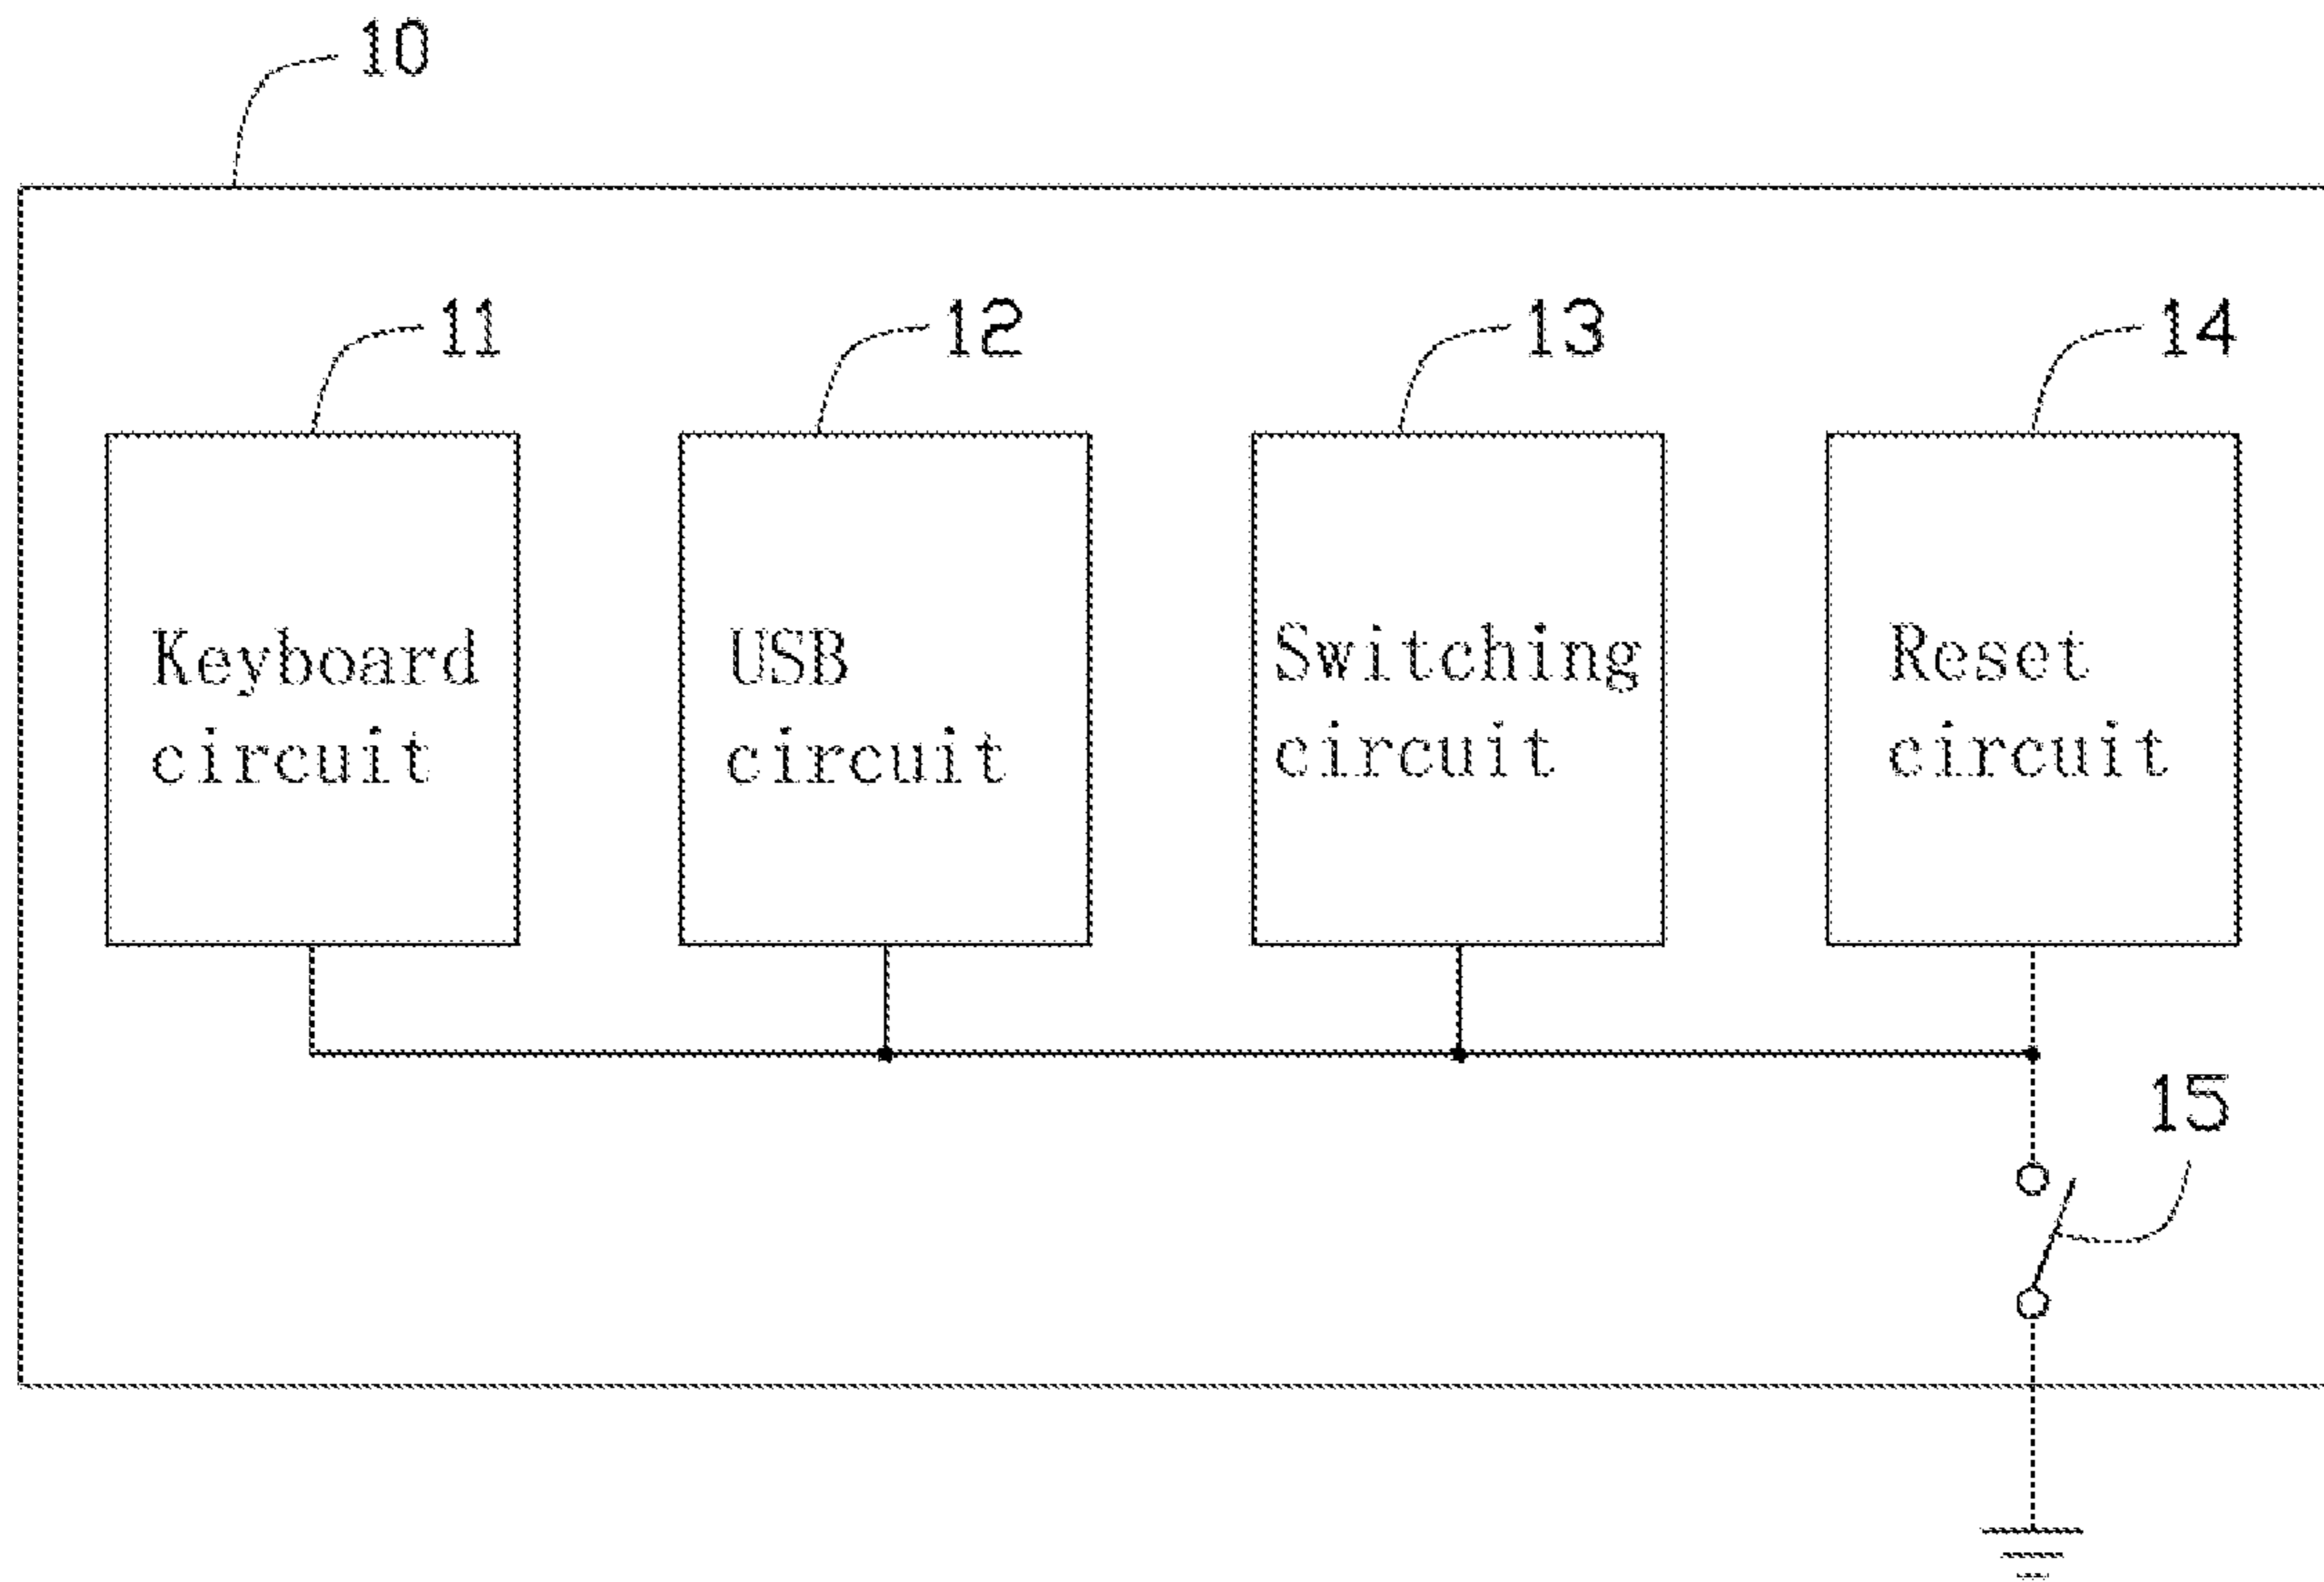 10
11
12
13
14
Keyboard
circuit
USB
circuit
Switching
circuit
Reset
circuit
15